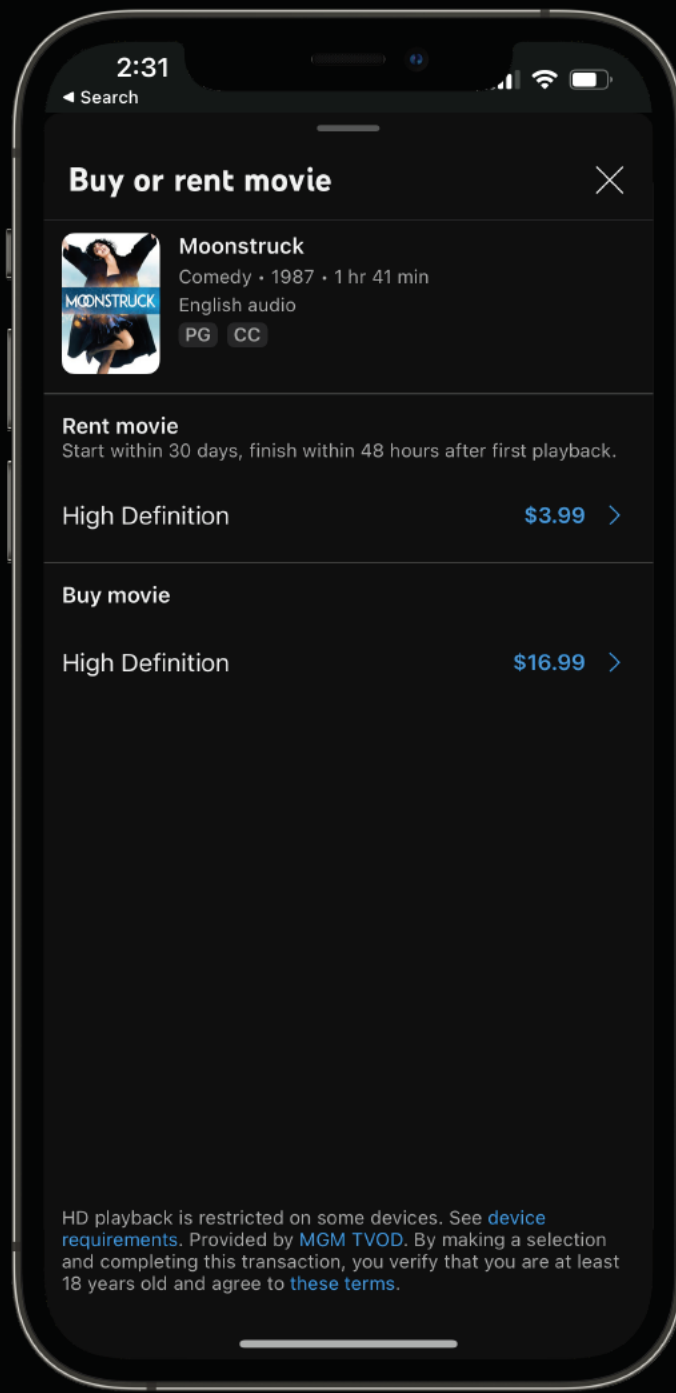 2:31
◀ Search
Buy or rent movie
MOONSTRUCK
Moonstruck
Comedy • 1987 • 1 hr 41 min
English audio
PG CC
Rent movie
Start within 30 days, finish within 48 hours after first playback.
High Definition $3.99
Buy movie
High Definition $16.99
HD playback is restricted on some devices. See device
requirements. Provided by MGM TVOD. By making a selection
and completing this transaction, you verify that you are at least
18 years old and agree to these terms.